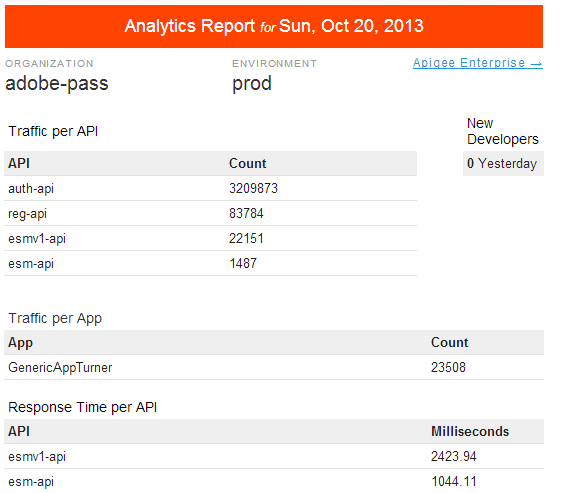 Analytics Report for Sun, Oct 20, 2013
ORGANIZATION ENVIRONMENT Apigee Enterprise →
adobe-pass prod
Traffic per API
New
Developers
0 Yesterday
API Count
auth-api 3209873
reg-api 83784
esmv1-api 22151
esm-api 1487
Traffic per App
App Count
GenericAppTurner 23508
Response Time per API
API Milliseconds
esmv1-api 2423.94
esm-api 1044.11